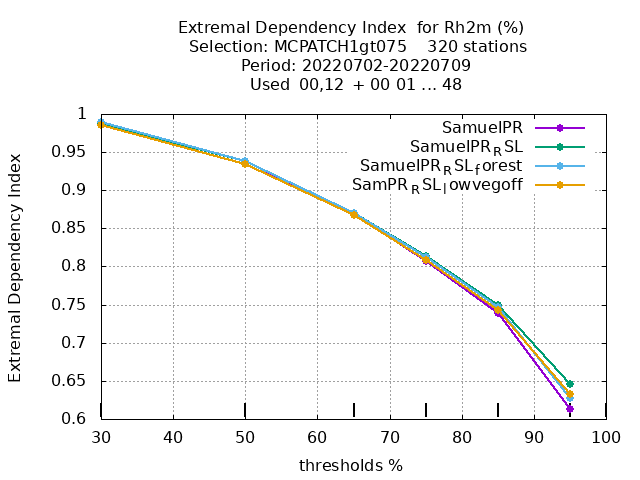 Extremal Dependency Index for Rh2m (%)
Selection: MCPATCH1gt075 320 stations
Period: 20220702-20220709
Used 00,12 + 00 01 ... 48
SamuelPR
SamuelPR_RSL
SamuelPR_RSL_forest
SamPR_RSL_lowvegoff
Extremal Dependency Index
1
0.95
0.9
0.85
0.8
0.75
0.7
0.65
0.6
30 40 50 60 70 80 90 100
thresholds %